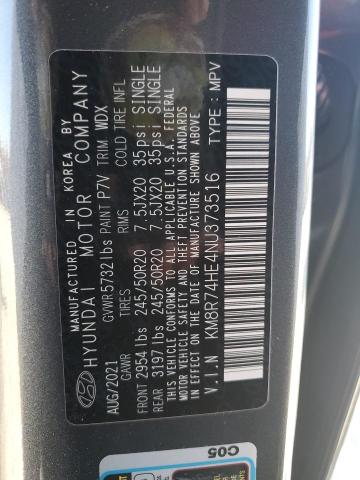 MANUFACTURED IN KOREA BY
HYUNDAI MOTOR COMPANY
AUG/2021 GVWR 5732 lbs PAINT P7V TRIM WDX
GAWR TIRES RIMS COLD TIRE INFL
FRONT 2954 lbs 245/50R20 7.5JX20 35psi SINGLE
REAR 3197 lbs 245/50R20 7.5JX20 35psi SINGLE
THIS VEHICLE CONFORMS TO ALL APPLICABLE U.S.A. FEDERAL
MOTOR VEHICLE SAFETY AND THEFT PREVENTION STANDARDS
IN EFFECT ON THE DATE OF MANUFACTURE SHOWN ABOVE.
V.I.N KM8R74HE4NU373516 TYPE : MPV
C05